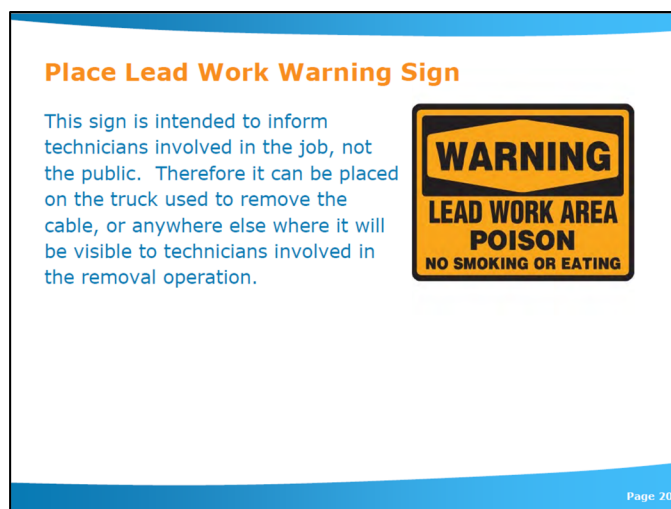 Place Lead Work Warning Sign
This sign is intended to inform
technicians involved in the job, not
the public.  Therefore it can be placed
on the truck used to remove the
cable, or anywhere else where it will
be visible to technicians involved in
the removal operation.
WARNING
LEAD WORK AREA
POISON
NO SMOKING OR EATING
Page 20